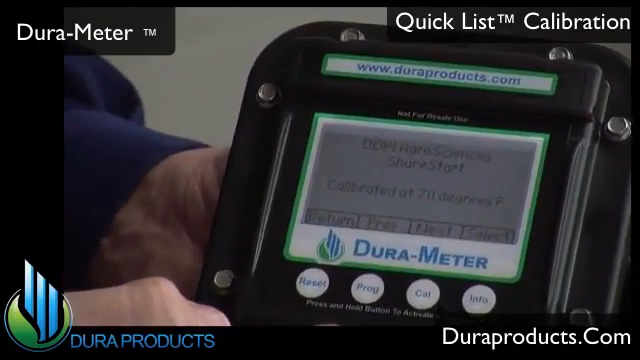 Dura-Meter ™
Quick List™ Calibration
www.duraproducts.com
Not For Resale Use
DOW AgroSciences
ShureStart
Calibrated at 70 degrees F
Return Prev Next Select
DURA-METER
Reset Prog Cal Info
Press and Hold Button To Activate
DURA PRODUCTS
Duraproducts.Com